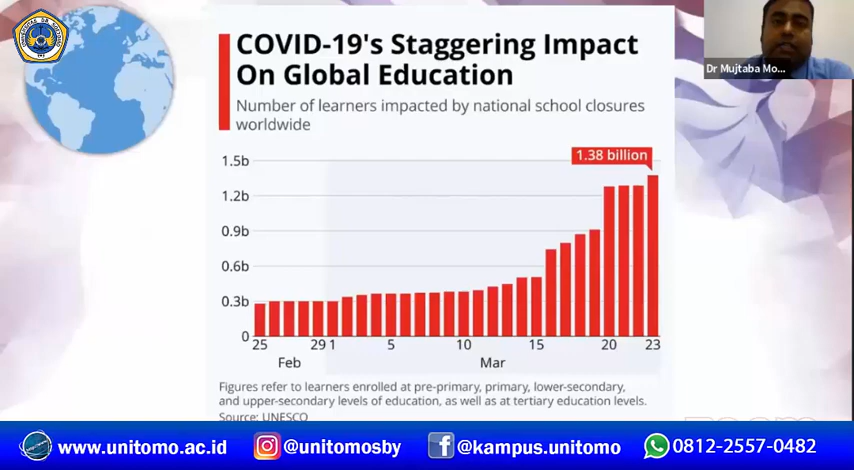 COVID-19's Staggering Impact
On Global Education
Number of learners impacted by national school closures
worldwide
Dr Mujtaba Mo...
1.38 billion
1.5b
1.2b
0.9b
0.6b
0.3b
0
25 29 1 5 10 15 20 23
Feb Mar
Figures refer to learners enrolled at pre-primary, primary, lower-secondary,
and upper-secondary levels of education, as well as at tertiary education levels.
Source: UNESCO
zoom
www.unitomo.ac.id @unitomosby @kampus.unitomo 0812-2557-0482